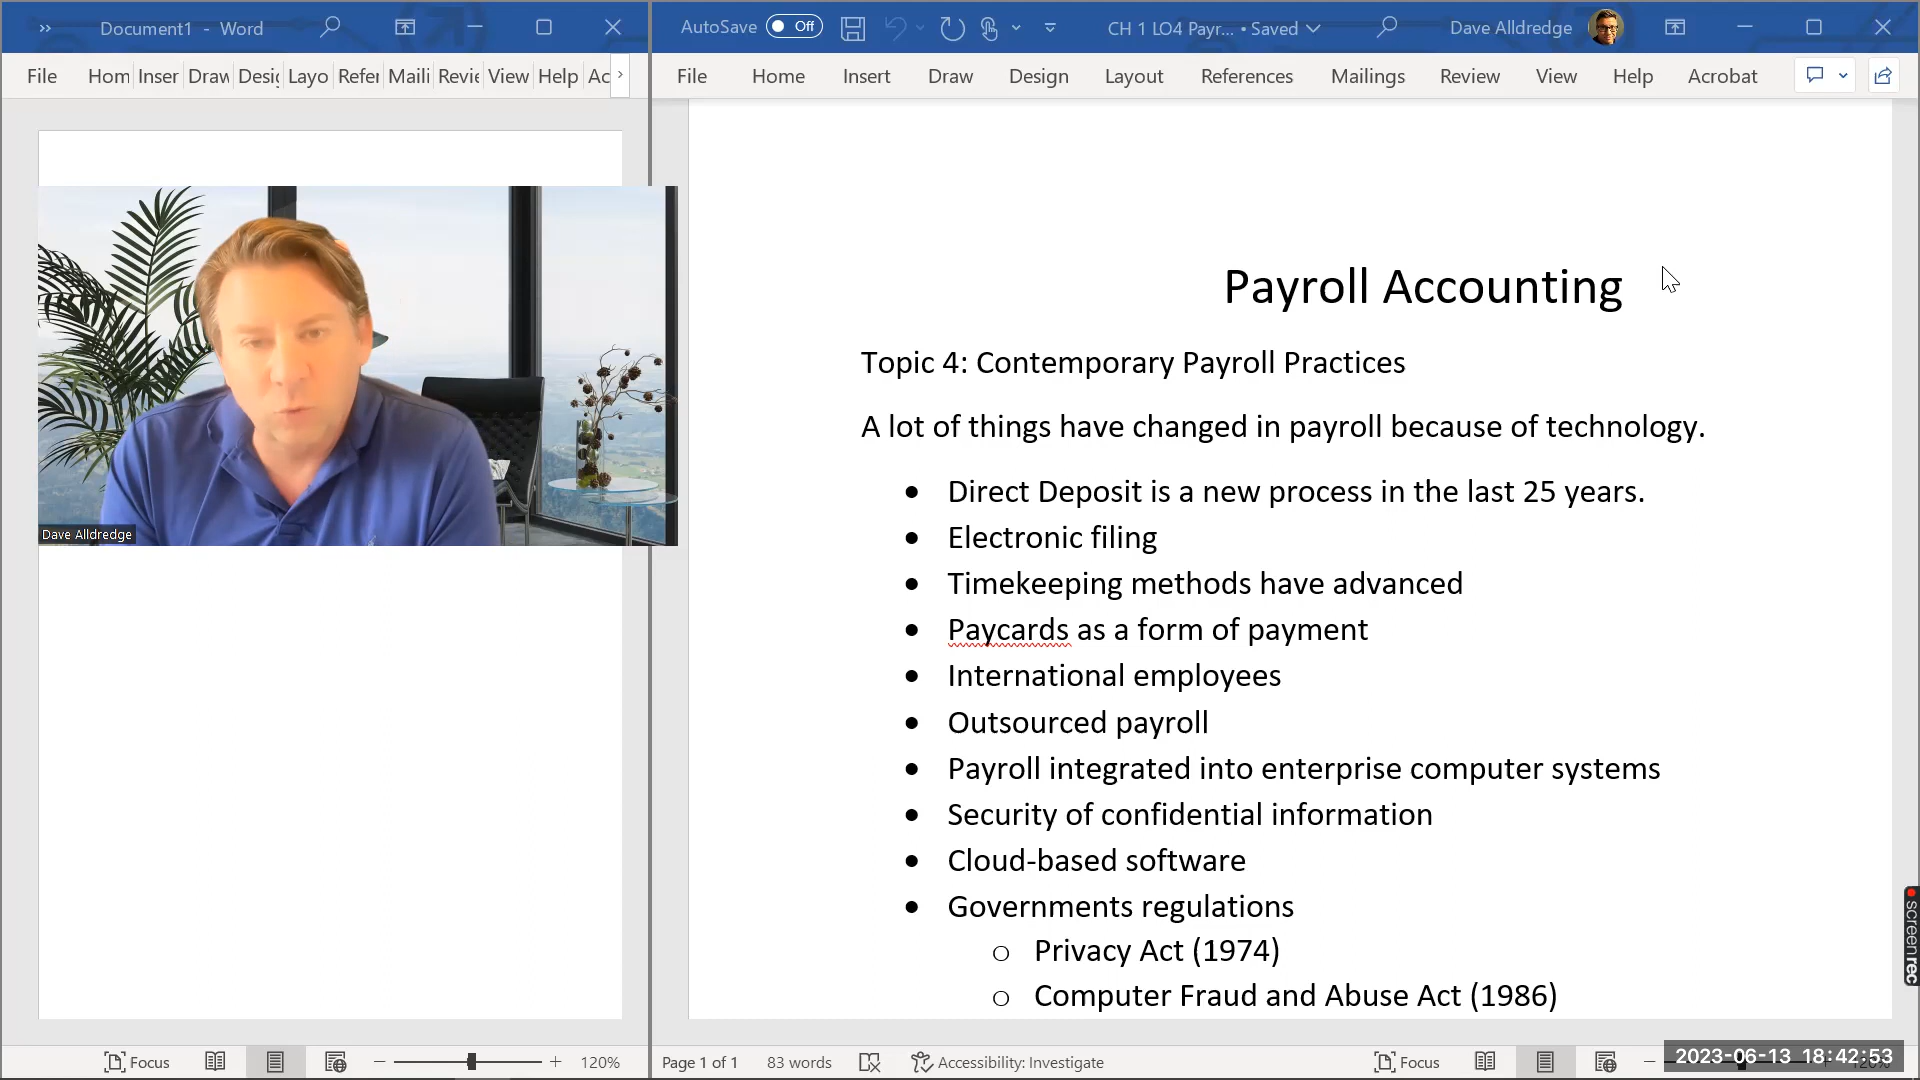 Document1 - Word
File Hom Inser Draw Desig Layo Refer Maili Revie View Help Ac
Dave Alldredge
Focus 120%
AutoSave Off CH 1 LO4 Payr... • Saved Dave Alldredge
File Home Insert Draw Design Layout References Mailings Review View Help Acrobat
Payroll Accounting
Topic 4: Contemporary Payroll Practices
A lot of things have changed in payroll because of technology.
• Direct Deposit is a new process in the last 25 years.
• Electronic filing
• Timekeeping methods have advanced
• Paycards as a form of payment
• International employees
• Outsourced payroll
• Payroll integrated into enterprise computer systems
• Security of confidential information
• Cloud-based software
• Governments regulations
o Privacy Act (1974)
o Computer Fraud and Abuse Act (1986)
Page 1 of 1 83 words Accessibility: Investigate Focus 120%
2023-06-13 18:42:53
screenrec